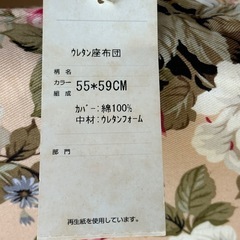 ウレタン座布団
柄名
カラー 55*59CM
組成
カバー:綿100%
中材:ウレタンフォーム
部門
再生紙を使用しています。